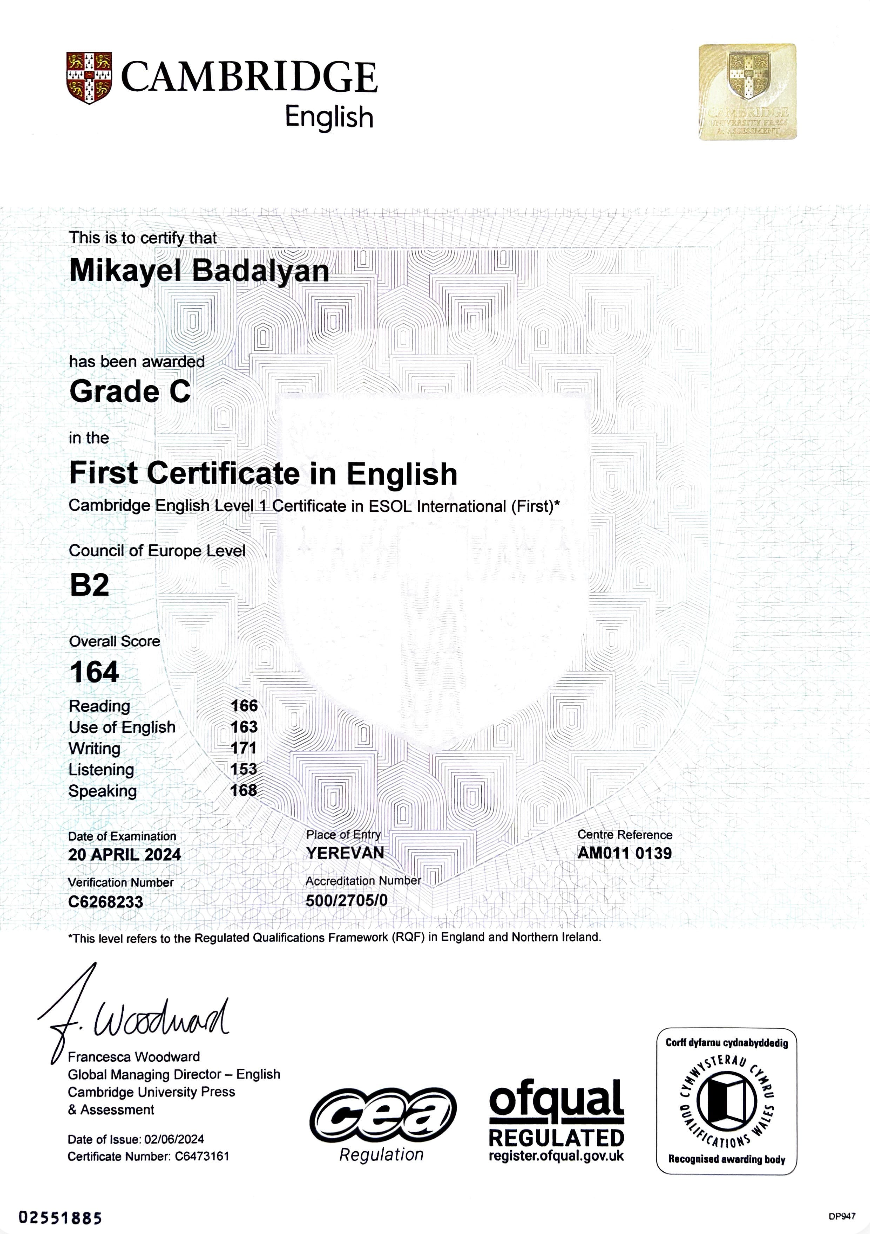 CAMBRIDGE
English
CAMBRIDGE
UNIVERSITY PRESS
& ASSESSMENT
This is to certify that
Mikayel Badalyan
has been awarded
Grade C
in the
First Certificate in English
Cambridge English Level 1 Certificate in ESOL International (First)*
Council of Europe Level
B2
Overall Score
164
Reading 166
Use of English 163
Writing 171
Listening 153
Speaking 168
Date of Examination Place of Entry Centre Reference
20 APRIL 2024 YEREVAN AM011 0139
Verification Number Accreditation Number
C6268233 500/2705/0
*This level refers to the Regulated Qualifications Framework (RQF) in England and Northern Ireland.
F. Woodward
Francesca Woodward
Global Managing Director – English
Cambridge University Press
& Assessment
Date of Issue: 02/06/2024
Certificate Number: C6473161
cea
Regulation
ofqual
REGULATED
register.ofqual.gov.uk
Corff dyfarnu cydnabyddedig
CYMWYSTERAU CYMRU
QUALIFICATIONS WALES
Recognised awarding body
02551885
DP947